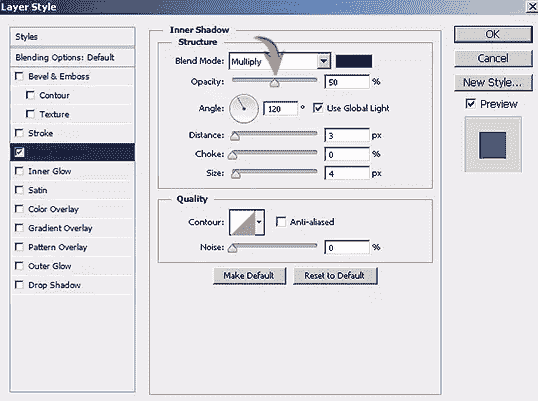 Layer Style
Styles
Blending Options: Default
Bevel & Emboss
Contour
Texture
Stroke
Inner Glow
Satin
Color Overlay
Gradient Overlay
Pattern Overlay
Outer Glow
Drop Shadow
Inner Shadow
Structure
Blend Mode: Multiply
Opacity: 50 %
Angle: 120 ° Use Global Light
Distance: 3 px
Choke: 0 %
Size: 4 px
Quality
Contour: Anti-aliased
Noise: 0 %
Make Default Reset to Default
OK
Cancel
New Style...
Preview